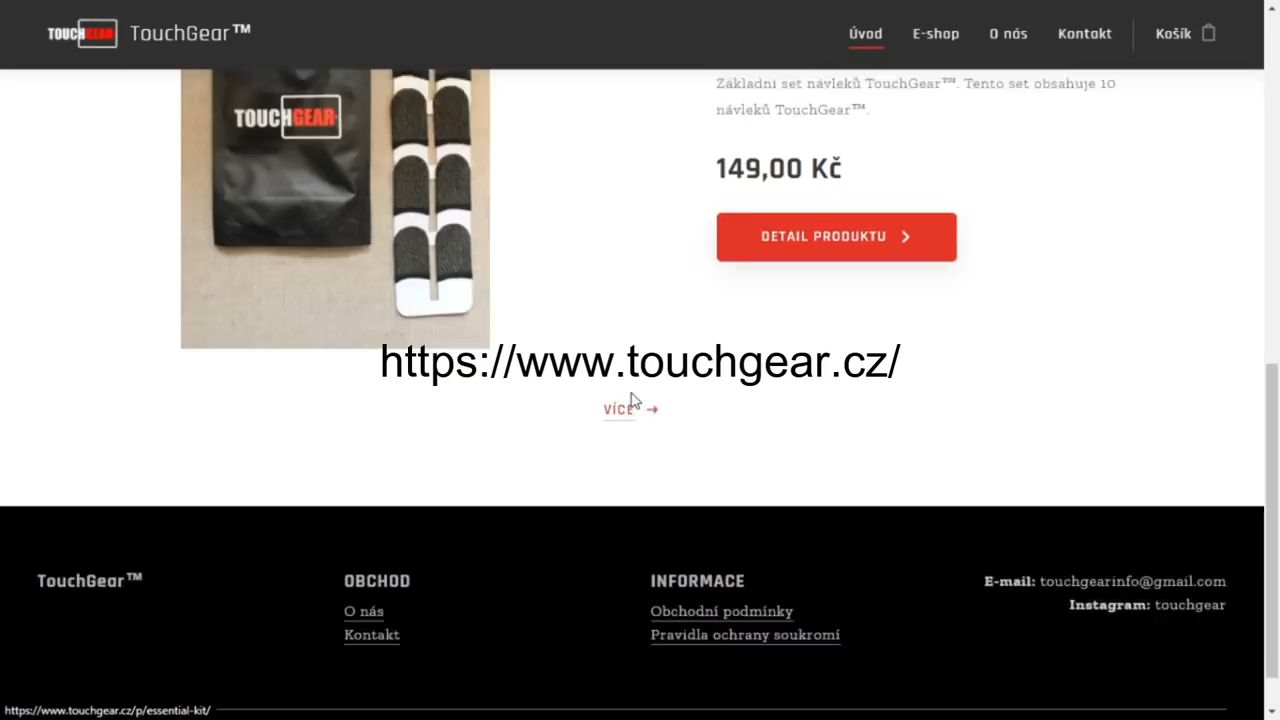 TOUCHGEAR TouchGear™
Úvod E-shop O nás Kontakt Košík
Základní set návleků TouchGear™. Tento set obsahuje 10
návleků TouchGear™.
TOUCHGEAR
149,00 Kč
DETAIL PRODUKTU
https://www.touchgear.cz/
VÍCE →
TouchGear™
OBCHOD
O nás
Kontakt
INFORMACE
Obchodní podmínky
Pravidla ochrany soukromí
E-mail: touchgearinfo@gmail.com
Instagram: touchgear
https://www.touchgear.cz/p/essential-kit/